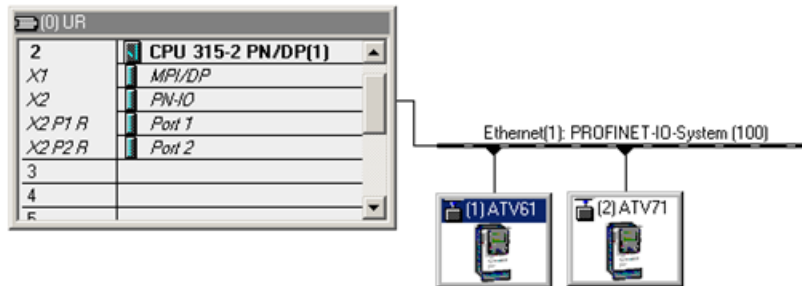 (0) UR
2 CPU 315-2 PN/DP(1)
X1 MPI/DP
X2 PN-IO
X2 P1 R Port 1
X2 P2 R Port 2
3
4
5
Ethernet(1): PROFINET-IO-System (100)
(1) ATV61
(2) ATV71